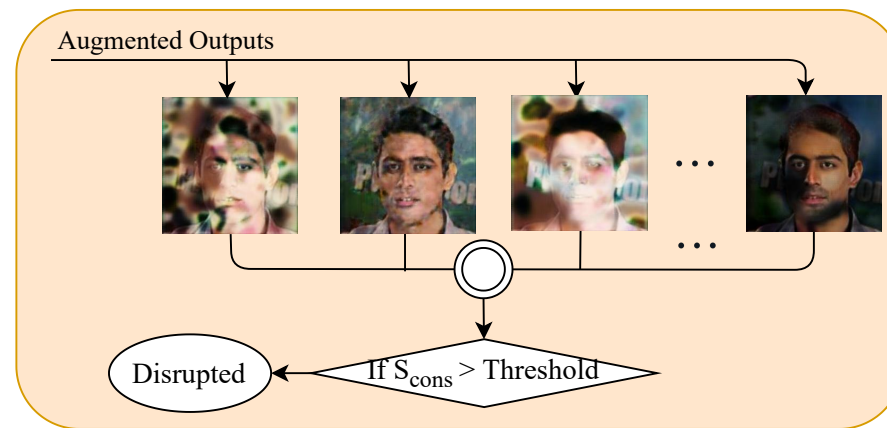 Augmented Outputs
...
...
If S_cons > Threshold
Disrupted